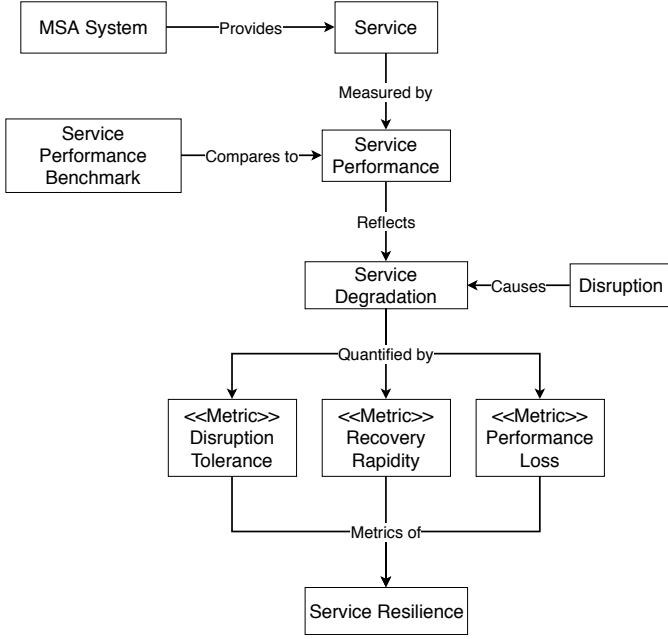 MSA System
Provides
Service
Measured by
Service
Performance
Benchmark
Compares to
Service
Performance
Reflects
Service
Degradation
Causes
Disruption
Quantified by
<<Metric>>
Disruption
Tolerance
<<Metric>>
Recovery
Rapidity
<<Metric>>
Performance
Loss
Metrics of
Service Resilience